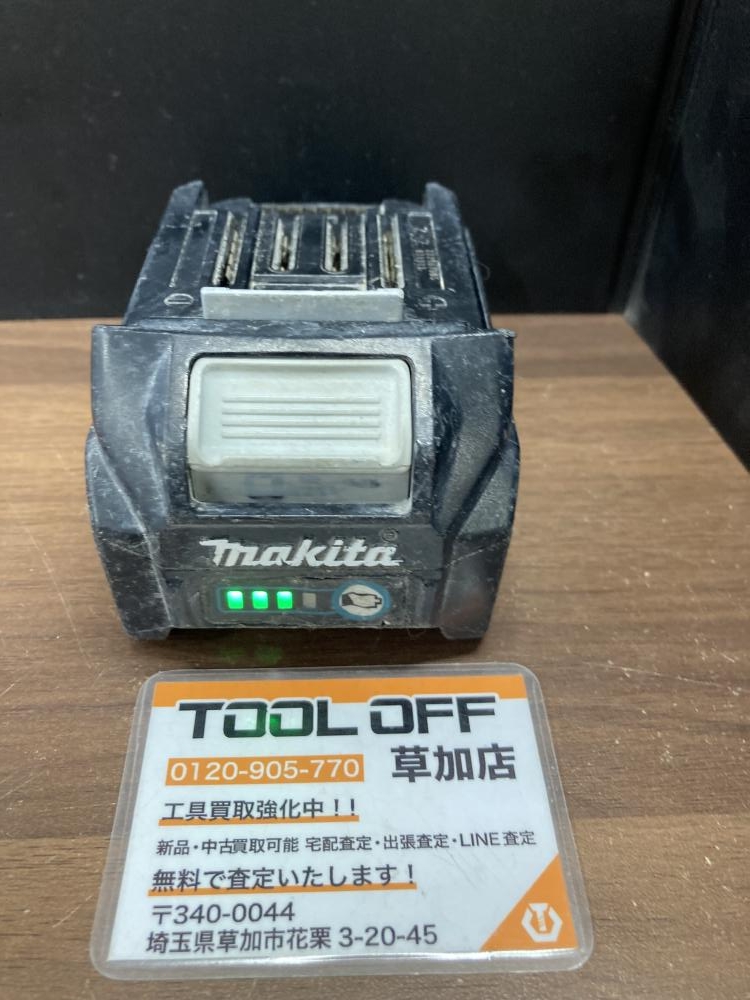 makita
TOOL OFF
0120-905-770 草加店
工具買取強化中!!
新品・中古買取可能 宅配査定・出張査定・LINE査定
無料で査定いたします!
〒340-0044
埼玉県草加市花栗 3-20-45